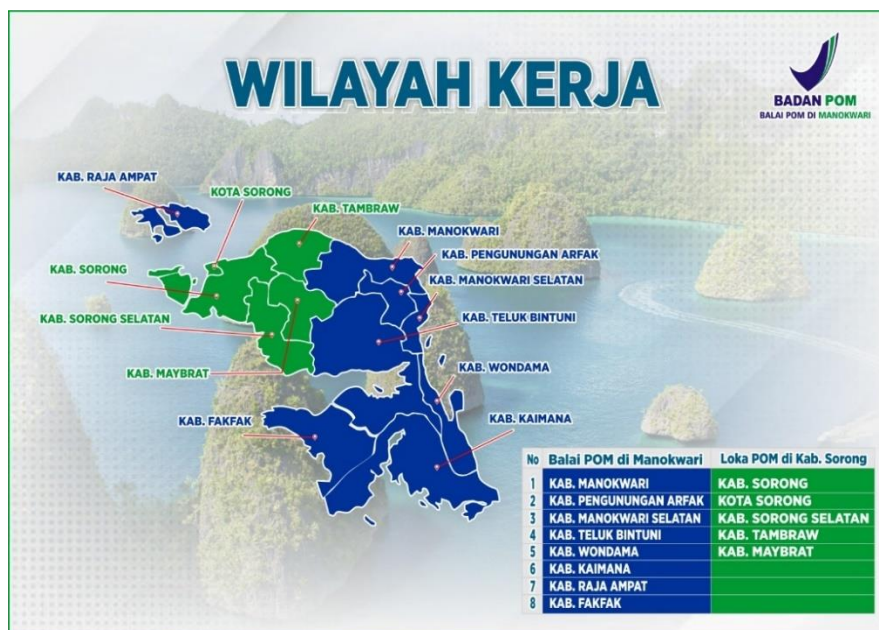 WILAYAH KERJA
BADAN POM
BALAI POM DI MANOKWARI
KAB. RAJA AMPAT
KOTA SORONG
KAB. TAMBRAW
KAB. MANOKWARI
KAB. PENGUNUNGAN ARFAK
KAB. SORONG
KAB. MANOKWARI SELATAN
KAB. SORONG SELATAN
KAB. TELUK BINTUNI
KAB. MAYBRAT
KAB. WONDAMA
KAB. FAKFAK
KAB. KAIMANA
No Balai POM di Manokwari Loka POM di Kab. Sorong
1 KAB. MANOKWARI KAB. SORONG
2 KAB. PENGUNUNGAN ARFAK KOTA SORONG
3 KAB. MANOKWARI SELATAN KAB. SORONG SELATAN
4 KAB. TELUK BINTUNI KAB. TAMBRAW
5 KAB. WONDAMA KAB. MAYBRAT
6 KAB. KAIMANA
7 KAB. RAJA AMPAT
8 KAB. FAKFAK